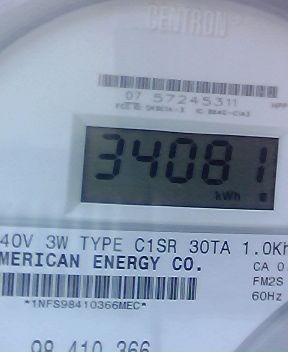 CENTRON
07 57245311
34081
kWh
40V 3W TYPE C1SR 30TA 1.0Kh
MERICAN ENERGY CO.
CA 0
FM2S
60Hz
*1NFS98410366MEC*
98 410 366